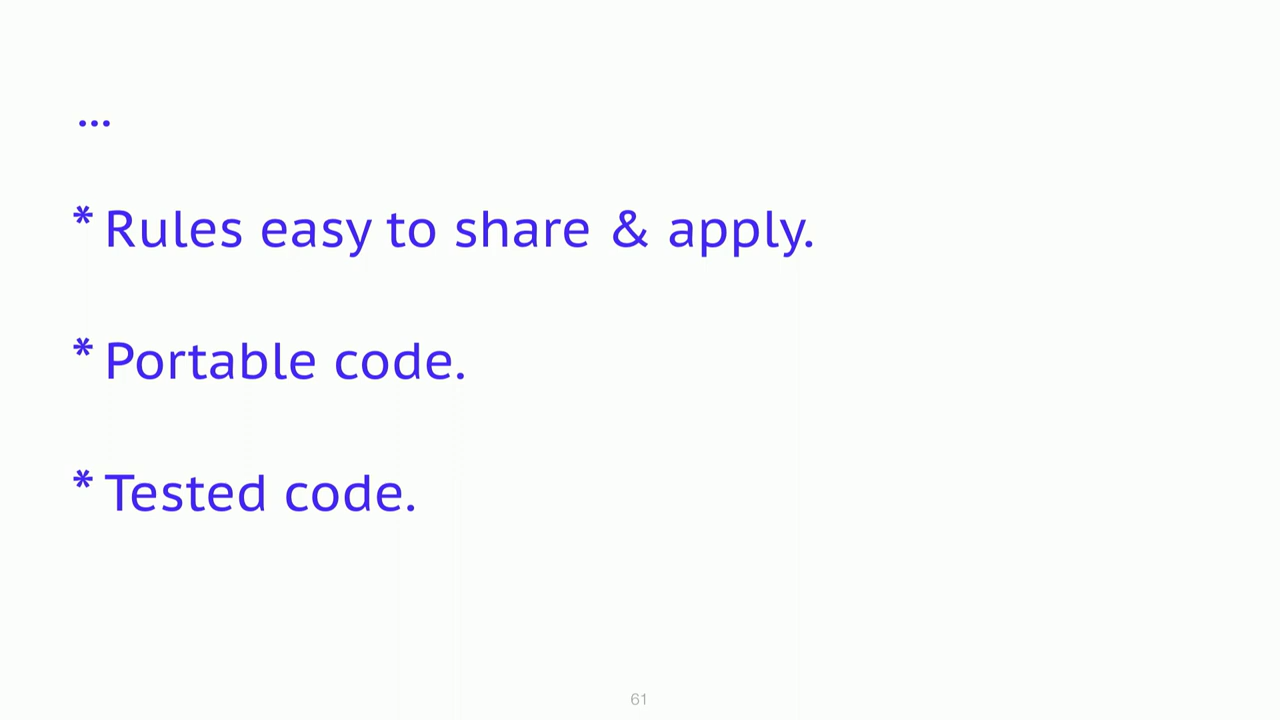 ...
* Rules easy to share & apply.
* Portable code.
* Tested code.
61